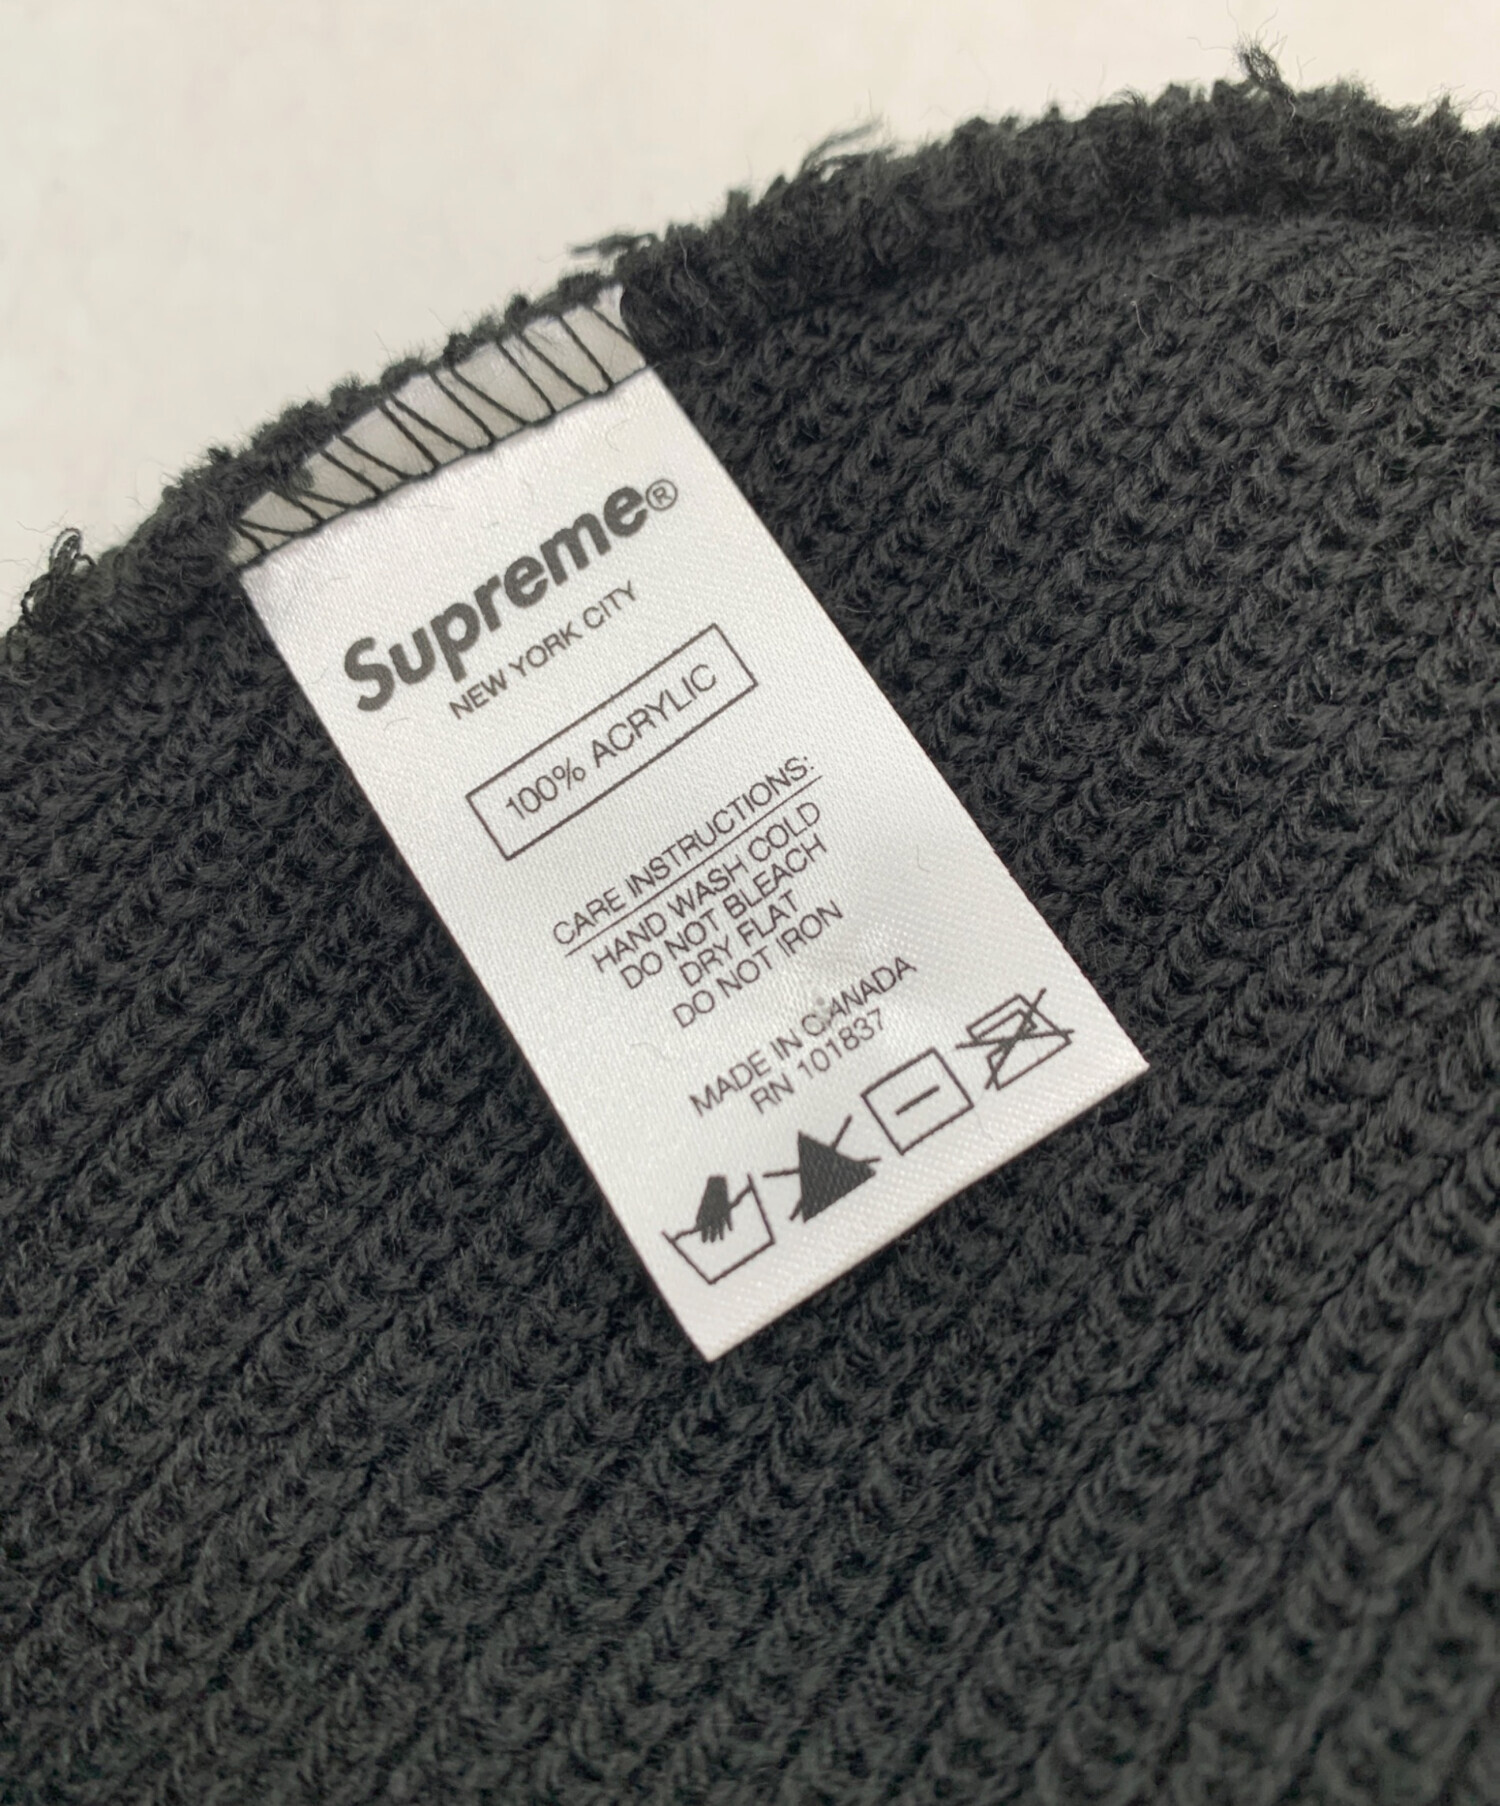 Supreme®
NEW YORK CITY
100% ACRYLIC
CARE INSTRUCTIONS:
HAND WASH COLD
DO NOT BLEACH
DRY FLAT
DO NOT IRON
MADE IN CANADA
RN 101837